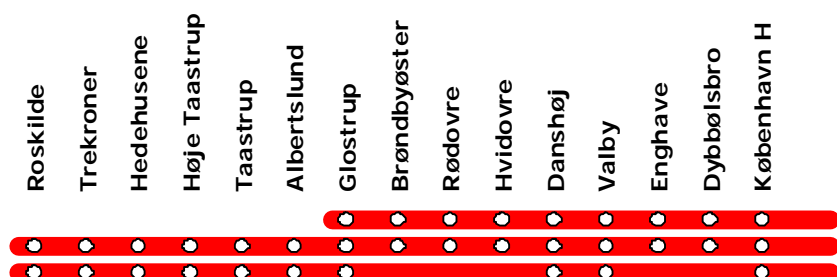 Roskilde
Trekroner
Hedehusene
Høje Taastrup
Taastrup
Albertslund
Glostrup
Brøndbyøster
Rødovre
Hvidovre
Danshøj
Valby
Enghave
Dybbølsbro
København H